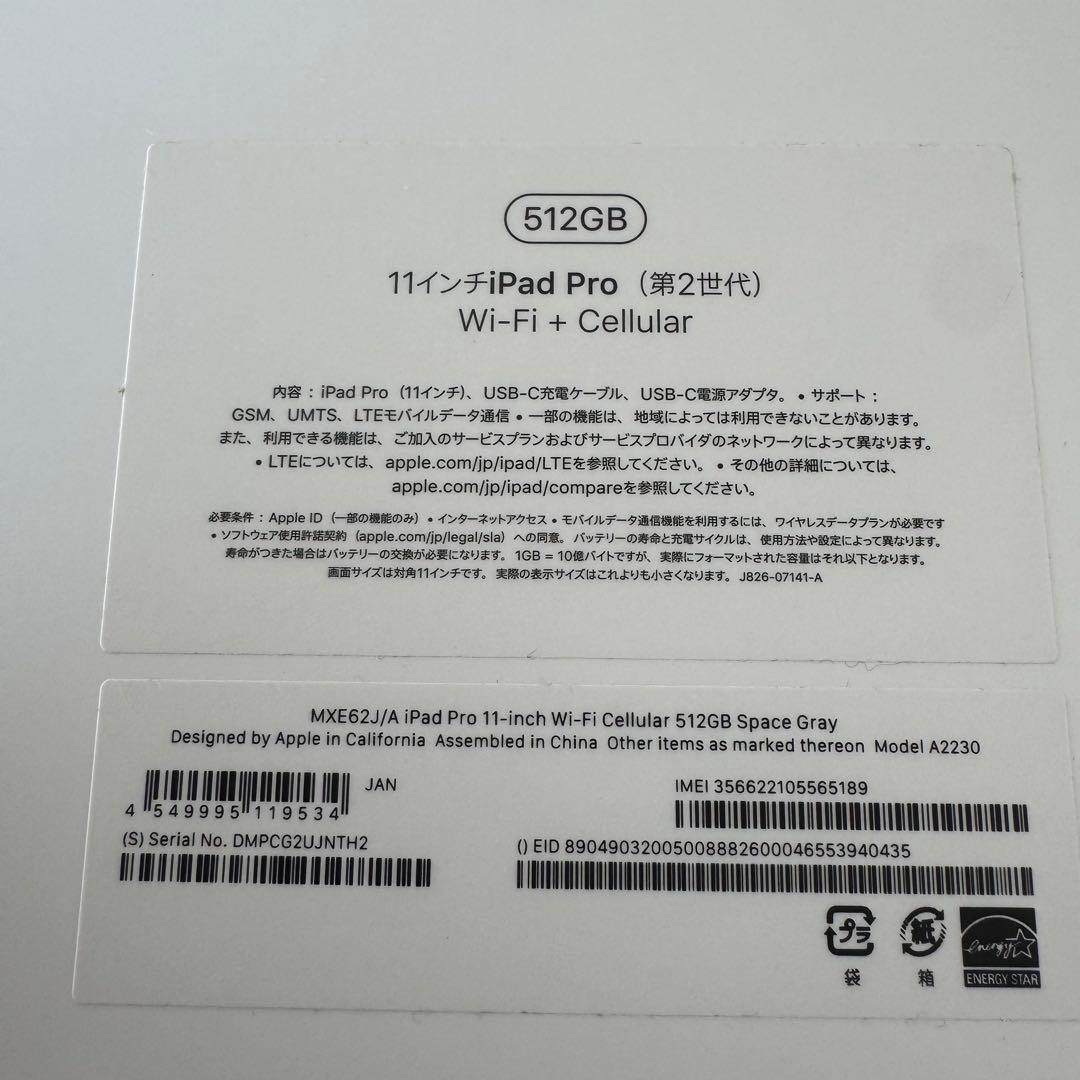 512GB
11インチiPad Pro（第2世代）
Wi-Fi + Cellular
内容：iPad Pro（11インチ）、USB-C充電ケーブル、USB-C電源アダプタ。• サポート：
GSM、UMTS、LTEモバイルデータ通信 • 一部の機能は、地域によっては利用できないことがあります。
また、利用できる機能は、ご加入のサービスプランおよびサービスプロバイダのネットワークによって異なります。
• LTEについては、apple.com/jp/ipad/LTEを参照してください。• その他の詳細については、
apple.com/jp/ipad/compareを参照してください。
必要条件：Apple ID（一部の機能のみ）• インターネットアクセス • モバイルデータ通信機能を利用するには、ワイヤレスデータプランが必要です
• ソフトウェア使用許諾契約（apple.com/jp/legal/sla）への同意。バッテリーの寿命と充電サイクルは、使用方法や設定によって異なります。
寿命がつきた場合はバッテリーの交換が必要になります。1GB = 10億バイトですが、実際にフォーマットされた容量はそれ以下となります。
画面サイズは対角11インチです。実際の表示サイズはこれよりも小さくなります。J826-07141-A
MXE62J/A iPad Pro 11-inch Wi-Fi Cellular 512GB Space Gray
Designed by Apple in California Assembled in China Other items as marked thereon Model A2230
JAN
4 549995 119534
IMEI 356622105565189
(S) Serial No. DMPCG2UJNTH2
() EID 89049032005008882600046553940435
プラ
袋
紙
箱
energy
ENERGY STAR